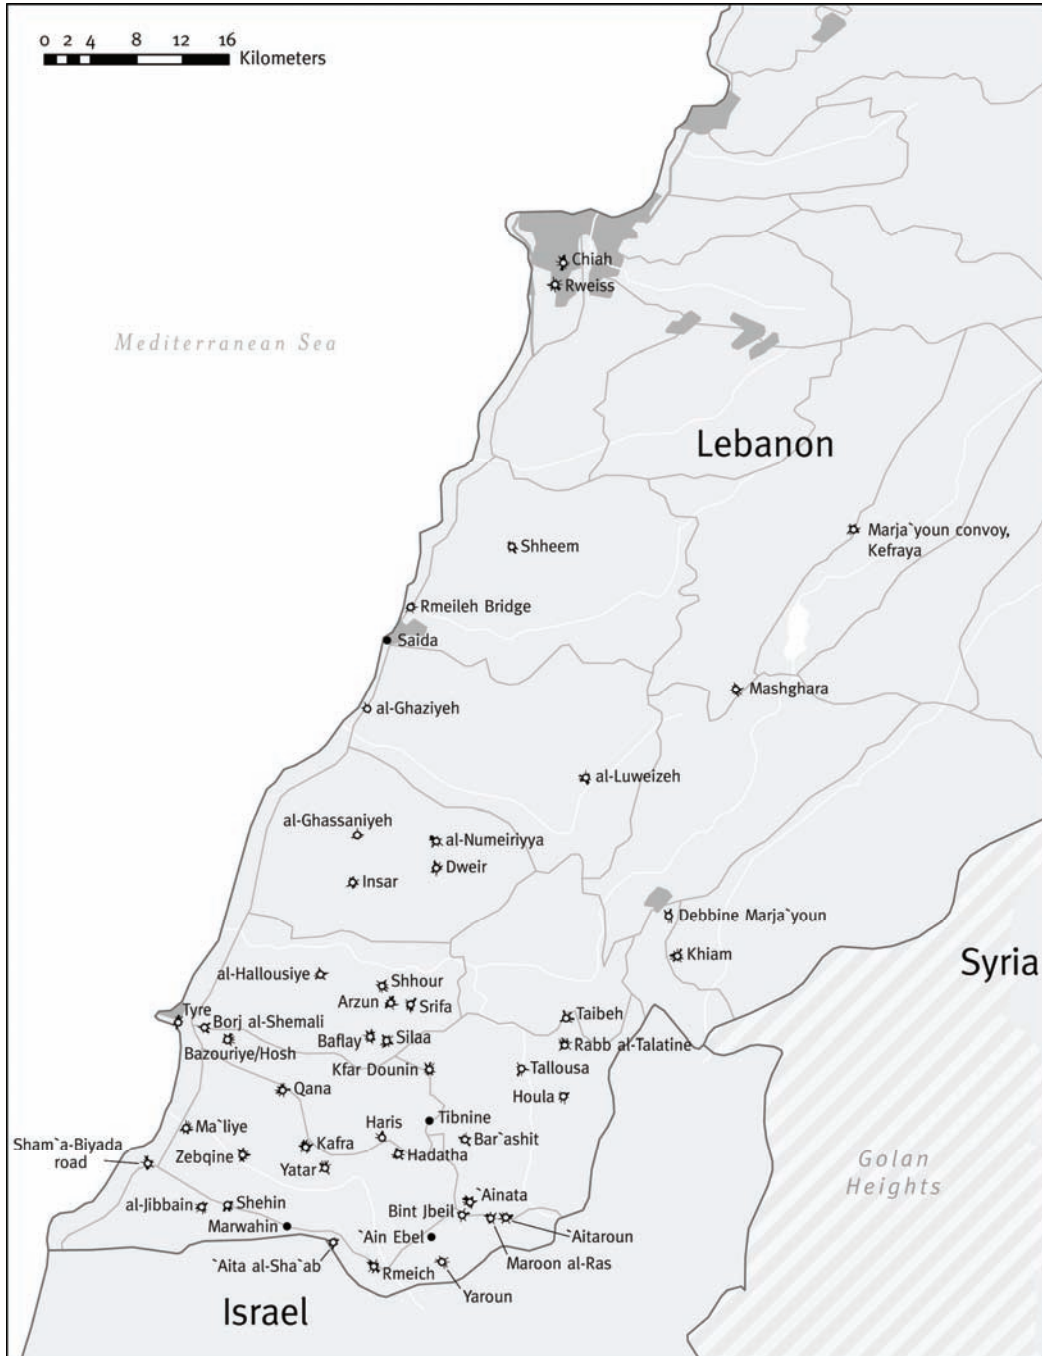 0 2 4 8 12 16
Kilometers
Chiah
Rweiss
Mediterranean Sea
Lebanon
Marja`youn convoy,
Kefraya
Shheem
Rmeileh Bridge
Saida
Mashghara
al-Ghaziyeh
al-Luweizeh
al-Ghassaniyeh
al-Numeiriyya
Dweir
Insar
Debbine Marja`youn
Khiam
Syria
al-Hallousiye
Shhour
Arzun
Srifa
Tyre
Borj al-Shemali
Taibeh
Bazouriye/Hosh
Baflay
Silaa
Rabb al-Talatine
Kfar Dounin
Tallousa
Qana
Houla
Tibnine
Ma`liye
Haris
Bar`ashit
Sham`a-Biyada
road
Kafra
Zebqine
Hadatha
Yatar
Golan
Heights
al-Jibbain
Shehin
`Ainata
Bint Jbeil
Marwahin
`Ain Ebel
`Aitaroun
`Aita al-Sha`ab
Maroon al-Ras
Rmeich
Yaroun
Israel